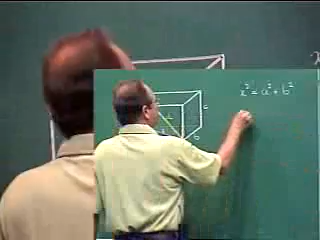 x² = a² + b²
c
b